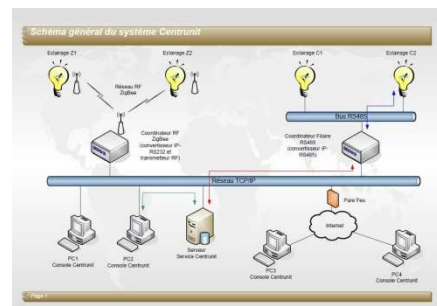 Schéma général du système Centrunit
Eclairage Z1
Eclairage Z2
Eclairage C1
Eclairage C2
Réseau RF
ZigBee
Bus RS485
Coordinateur RF
ZigBee
(convertisseur IP-
RS232 et
transmetteur RF)
Coordinateur Filaire
RS485
(convertisseur IP-
RS485)
Réseau TCP/IP
Pare Feu
Internet
PC1
Console Centrunit
PC2
Console Centrunit
Serveur
Service Centrunit
PC3
Console Centrunit
PC4
Console Centrunit
Page 1